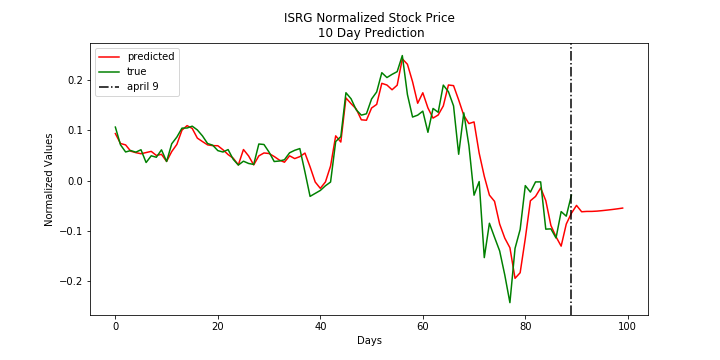 ISRG Normalized Stock Price
10 Day Prediction
predicted
true
april 9
Normalized Values
0.2
0.1
0.0
−0.1
−0.2
0 20 40 60 80 100
Days